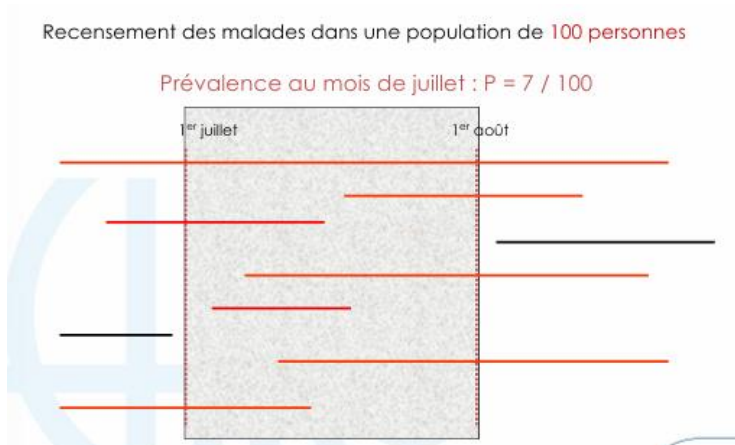 Recensement des malades dans une population de 100 personnes
Prévalence au mois de juillet : P = 7 / 100
1er juillet
1er août